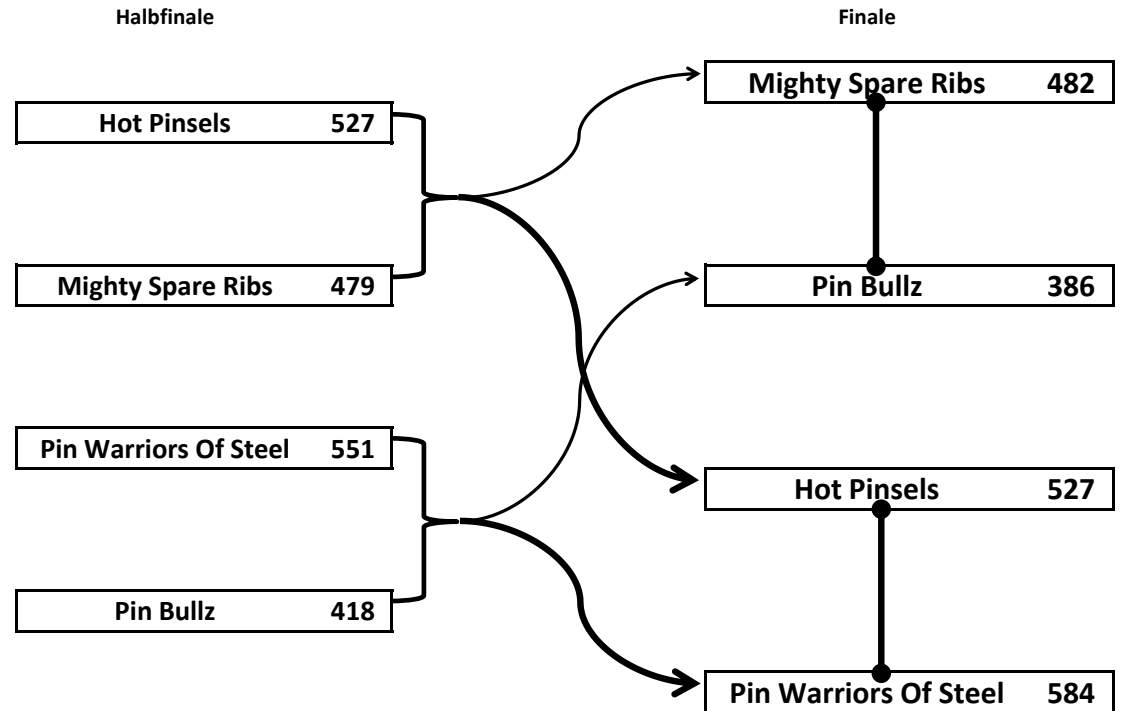 Halbfinale
Finale
Mighty Spare Ribs 482
Hot Pinsels 527
Mighty Spare Ribs 479
Pin Bullz 386
Pin Warriors Of Steel 551
Hot Pinsels 527
Pin Bullz 418
Pin Warriors Of Steel 584